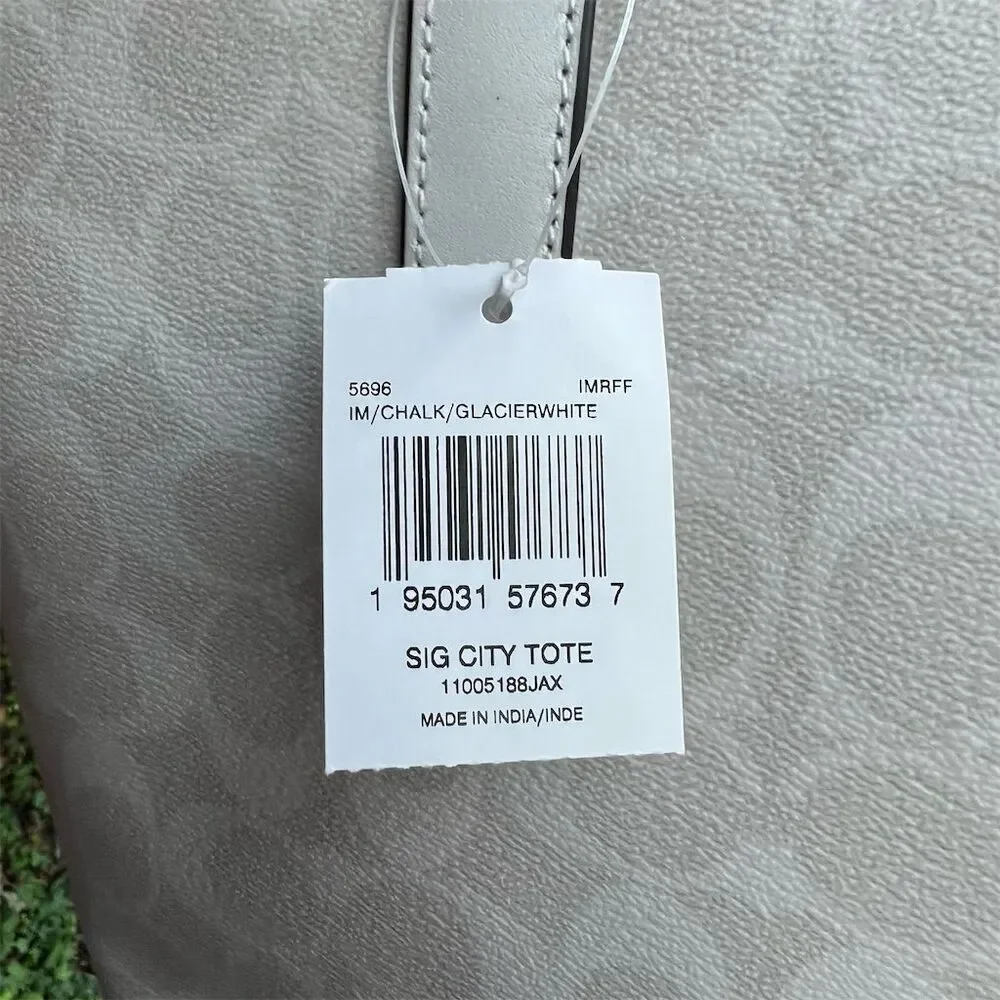 5696 IMRFF
IM/CHALK/GLACIERWHITE
1 95031 57673 7
SIG CITY TOTE
11005188JAX
MADE IN INDIA/INDE